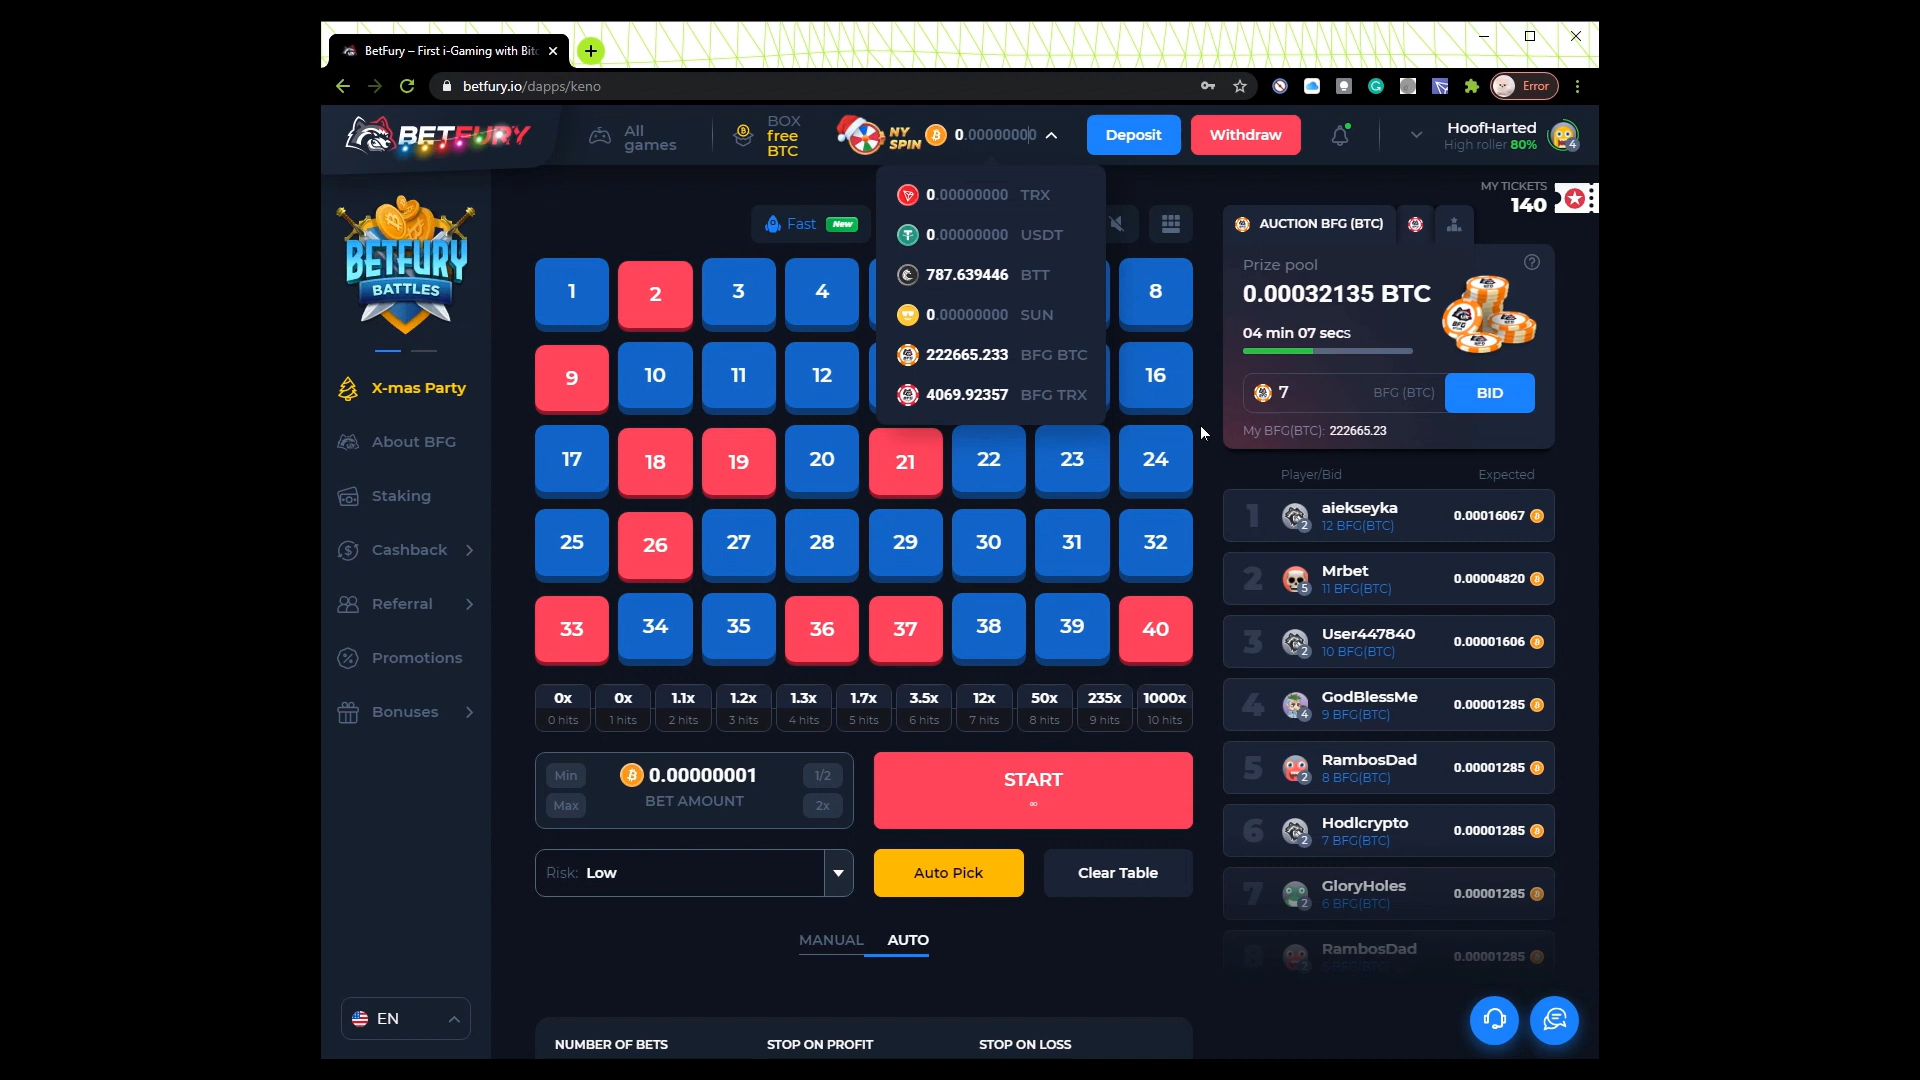 BetFury – First i-Gaming with Bitc
betfury.io/dapps/keno
Error
BETFURY
All games
BOX free BTC
NY SPIN
0.00000000
Deposit
Withdraw
HoofHarted
High roller 80%
4
MY TICKETS
140
BETFURY
BATTLES
X-mas Party
About BFG
Staking
Cashback
Referral
Promotions
Bonuses
EN
Fast New
0.00000000 TRX
0.00000000 USDT
787.639446 BTT
0.00000000 SUN
222665.233 BFG BTC
4069.92357 BFG TRX
1 2 3 4 8
9 10 11 12 16
17 18 19 20 21 22 23 24
25 26 27 28 29 30 31 32
33 34 35 36 37 38 39 40
0x 0x 1.1x 1.2x 1.3x 1.7x 3.5x 12x 50x 235x 1000x
0 hits 1 hits 2 hits 3 hits 4 hits 5 hits 6 hits 7 hits 8 hits 9 hits 10 hits
Min 0.00000001 1/2
Max BET AMOUNT 2x
START
∞
Risk: Low
Auto Pick
Clear Table
MANUAL AUTO
NUMBER OF BETS STOP ON PROFIT STOP ON LOSS
AUCTION BFG (BTC)
Prize pool
0.00032135 BTC
04 min 07 secs
7 BFG (BTC) BID
My BFG(BTC): 222665.23
Player/Bid Expected
1 2 aiekseyka 0.00016067
12 BFG(BTC)
2 5 Mrbet 0.00004820
11 BFG(BTC)
3 2 User447840 0.00001606
10 BFG(BTC)
4 4 GodBlessMe 0.00001285
9 BFG(BTC)
5 2 RambosDad 0.00001285
8 BFG(BTC)
6 2 Hodlcrypto 0.00001285
7 BFG(BTC)
7 2 GloryHoles 0.00001285
6 BFG(BTC)
8 2 RambosDad 0.00001285